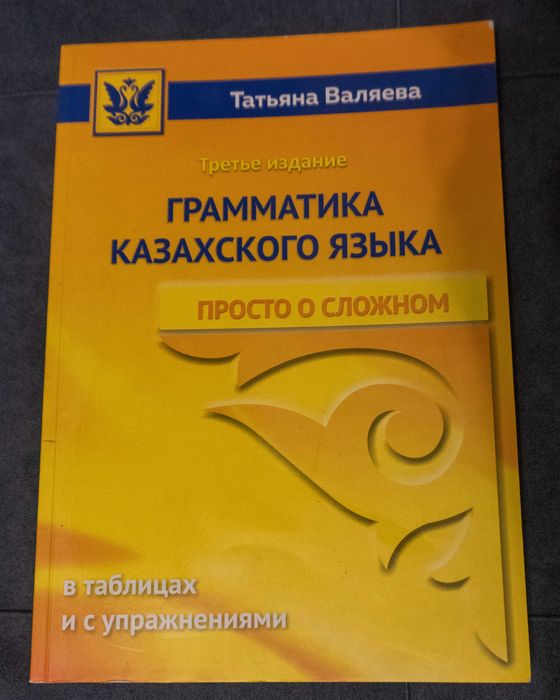 Татьяна Валяева
Третье издание
ГРАММАТИКА
КАЗАХСКОГО ЯЗЫКА
ПРОСТО О СЛОЖНОМ
в таблицах
и с упражнениями